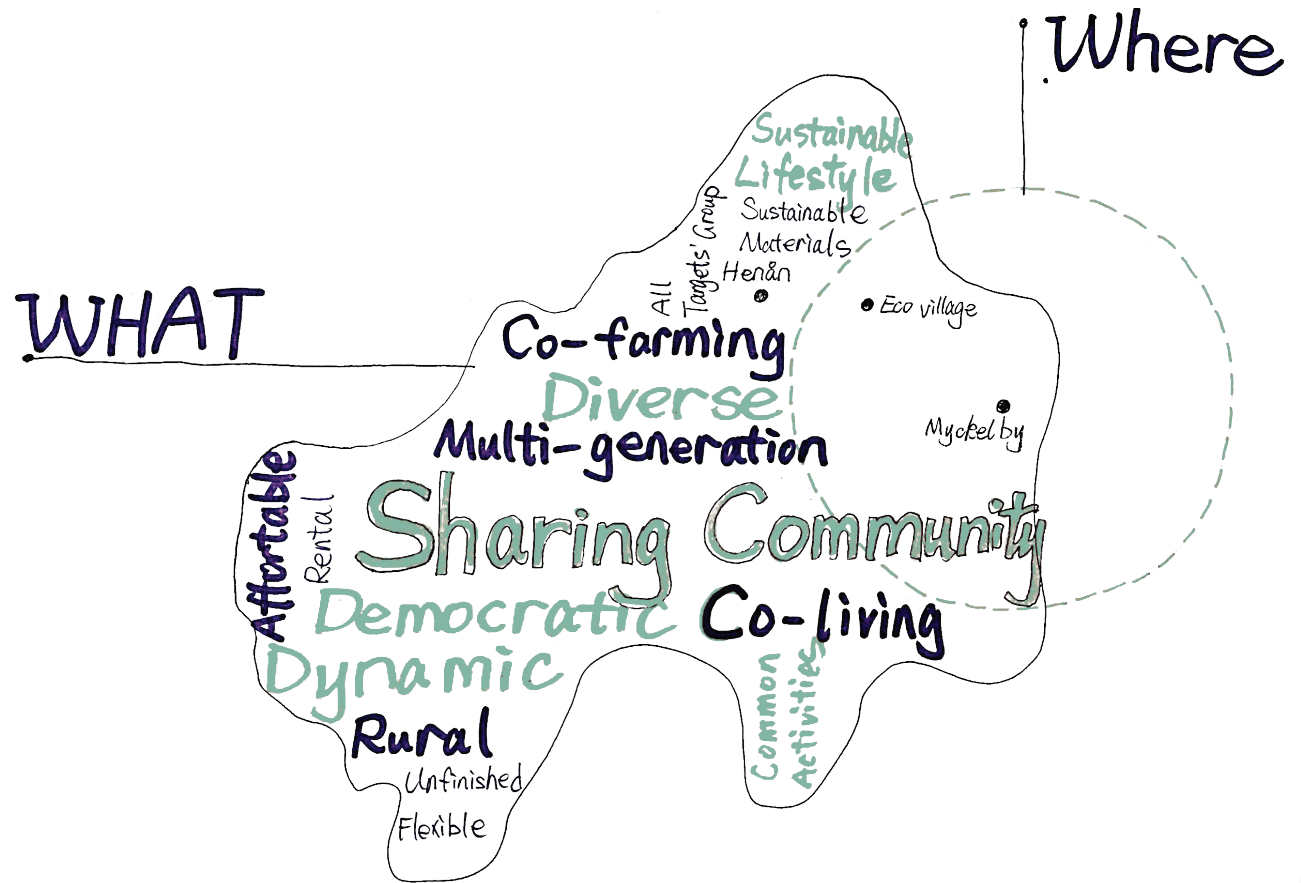 Where
Sustainable
Lifestyle
Sustainable
Materials
Henån
All
Targets' Group
Eco village
WHAT
Co-farming
Diverse
Myckelby
Multi-generation
Affortable
Rental
Sharing Community
Democratic
Co-living
Dynamic
Common
Activities
Rural
Unfinished
Flexible